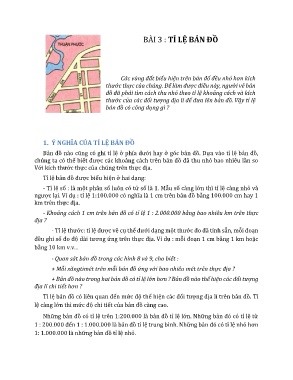 THUẬN PHƯỚC
BÀI 3 : TỈ LỆ BẢN ĐỒ
Các vùng đất biểu hiện trên bản đồ đều nhỏ hơn kích
thước thực của chúng. Để làm được điều này, người vẽ bản
đồ đã phải tìm cách thu nhỏ theo tỉ lệ khoảng cách và kích
thước của các đối tượng địa lí để đưa lên bản đồ. Vậy tỉ lệ
bản đồ có công dụng gì ?
1. Ý NGHĨA CỦA TỈ LỆ BẢN ĐỒ
Bản đồ nào cũng có ghi tỉ lệ ở phía dưới hay ở góc bản đồ. Dựa vào tỉ lệ bản đồ,
chúng ta có thể biết được các khoảng cách trên bản đồ đã thu nhỏ bao nhiêu lần so
Với kích thước thực của chúng trên thực địa.
Tỉ lệ bản đồ được biểu hiện ở hai dạng:
- Tỉ lệ số : là một phân số luôn có tử số là 1. Mẫu số càng lớn thì tỉ lệ càng nhỏ và
ngược lại. Ví dụ : tỉ lệ 1:100.000 có nghĩa là 1 cm trên bản đồ bằng 100.000 cm hay 1
km trên thực địa.
- Khoảng cách 1 cm trên bản đồ có tỉ lệ 1 : 2.000.000 bằng bao nhiêu km trên thực
địa ?
- Tỉ lệ thước: tỉ lệ được vẽ cụ thể dưới dạng một thước đo đã tính sẵn, mỗi đoạn
đều ghi số đo độ dài tương ứng trên thực địa. Ví dụ : mỗi đoạn 1 cm bằng 1 km hoặc
bằng 10 km v.v...
- Quan sát bản đồ trong các hình 8 và 9, cho biết :
+ Mỗi xăngtimét trên mỗi bản đồ ứng với bao nhiêu mét trên thực địa ?
+ Bản đồ nào trong hai bản đồ có tỉ lệ lớn hơn ? Bản đồ nào thể hiện các đối tượng
địa lí chi tiết hơn ?
Tỉ lệ bản đồ có liên quan đến mức độ thể hiện các đối tượng địa lí trên bản đồ. Tỉ
lệ càng lớn thì mức độ chi tiết của bản đồ càng cao.
Những bản đồ có tỉ lệ trên 1:200.000 là bản đồ tỉ lệ lớn. Những bản đồ có tỉ lệ từ
1 : 200.000 đến 1 : 1.000.000 là bản đồ tỉ lệ trung bình. Những bản đồ có tỉ lệ nhỏ hơn
1: 1.000.000 là những bản đồ tỉ lệ nhỏ.